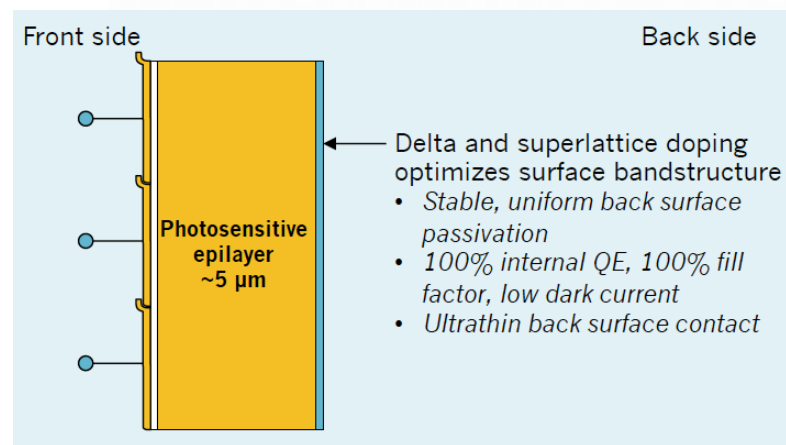 Front side
Back side
Delta and superlattice doping
optimizes surface bandstructure
• Stable, uniform back surface
passivation
• 100% internal QE, 100% fill
factor, low dark current
• Ultrathin back surface contact
Photosensitive
epilayer
~5 µm